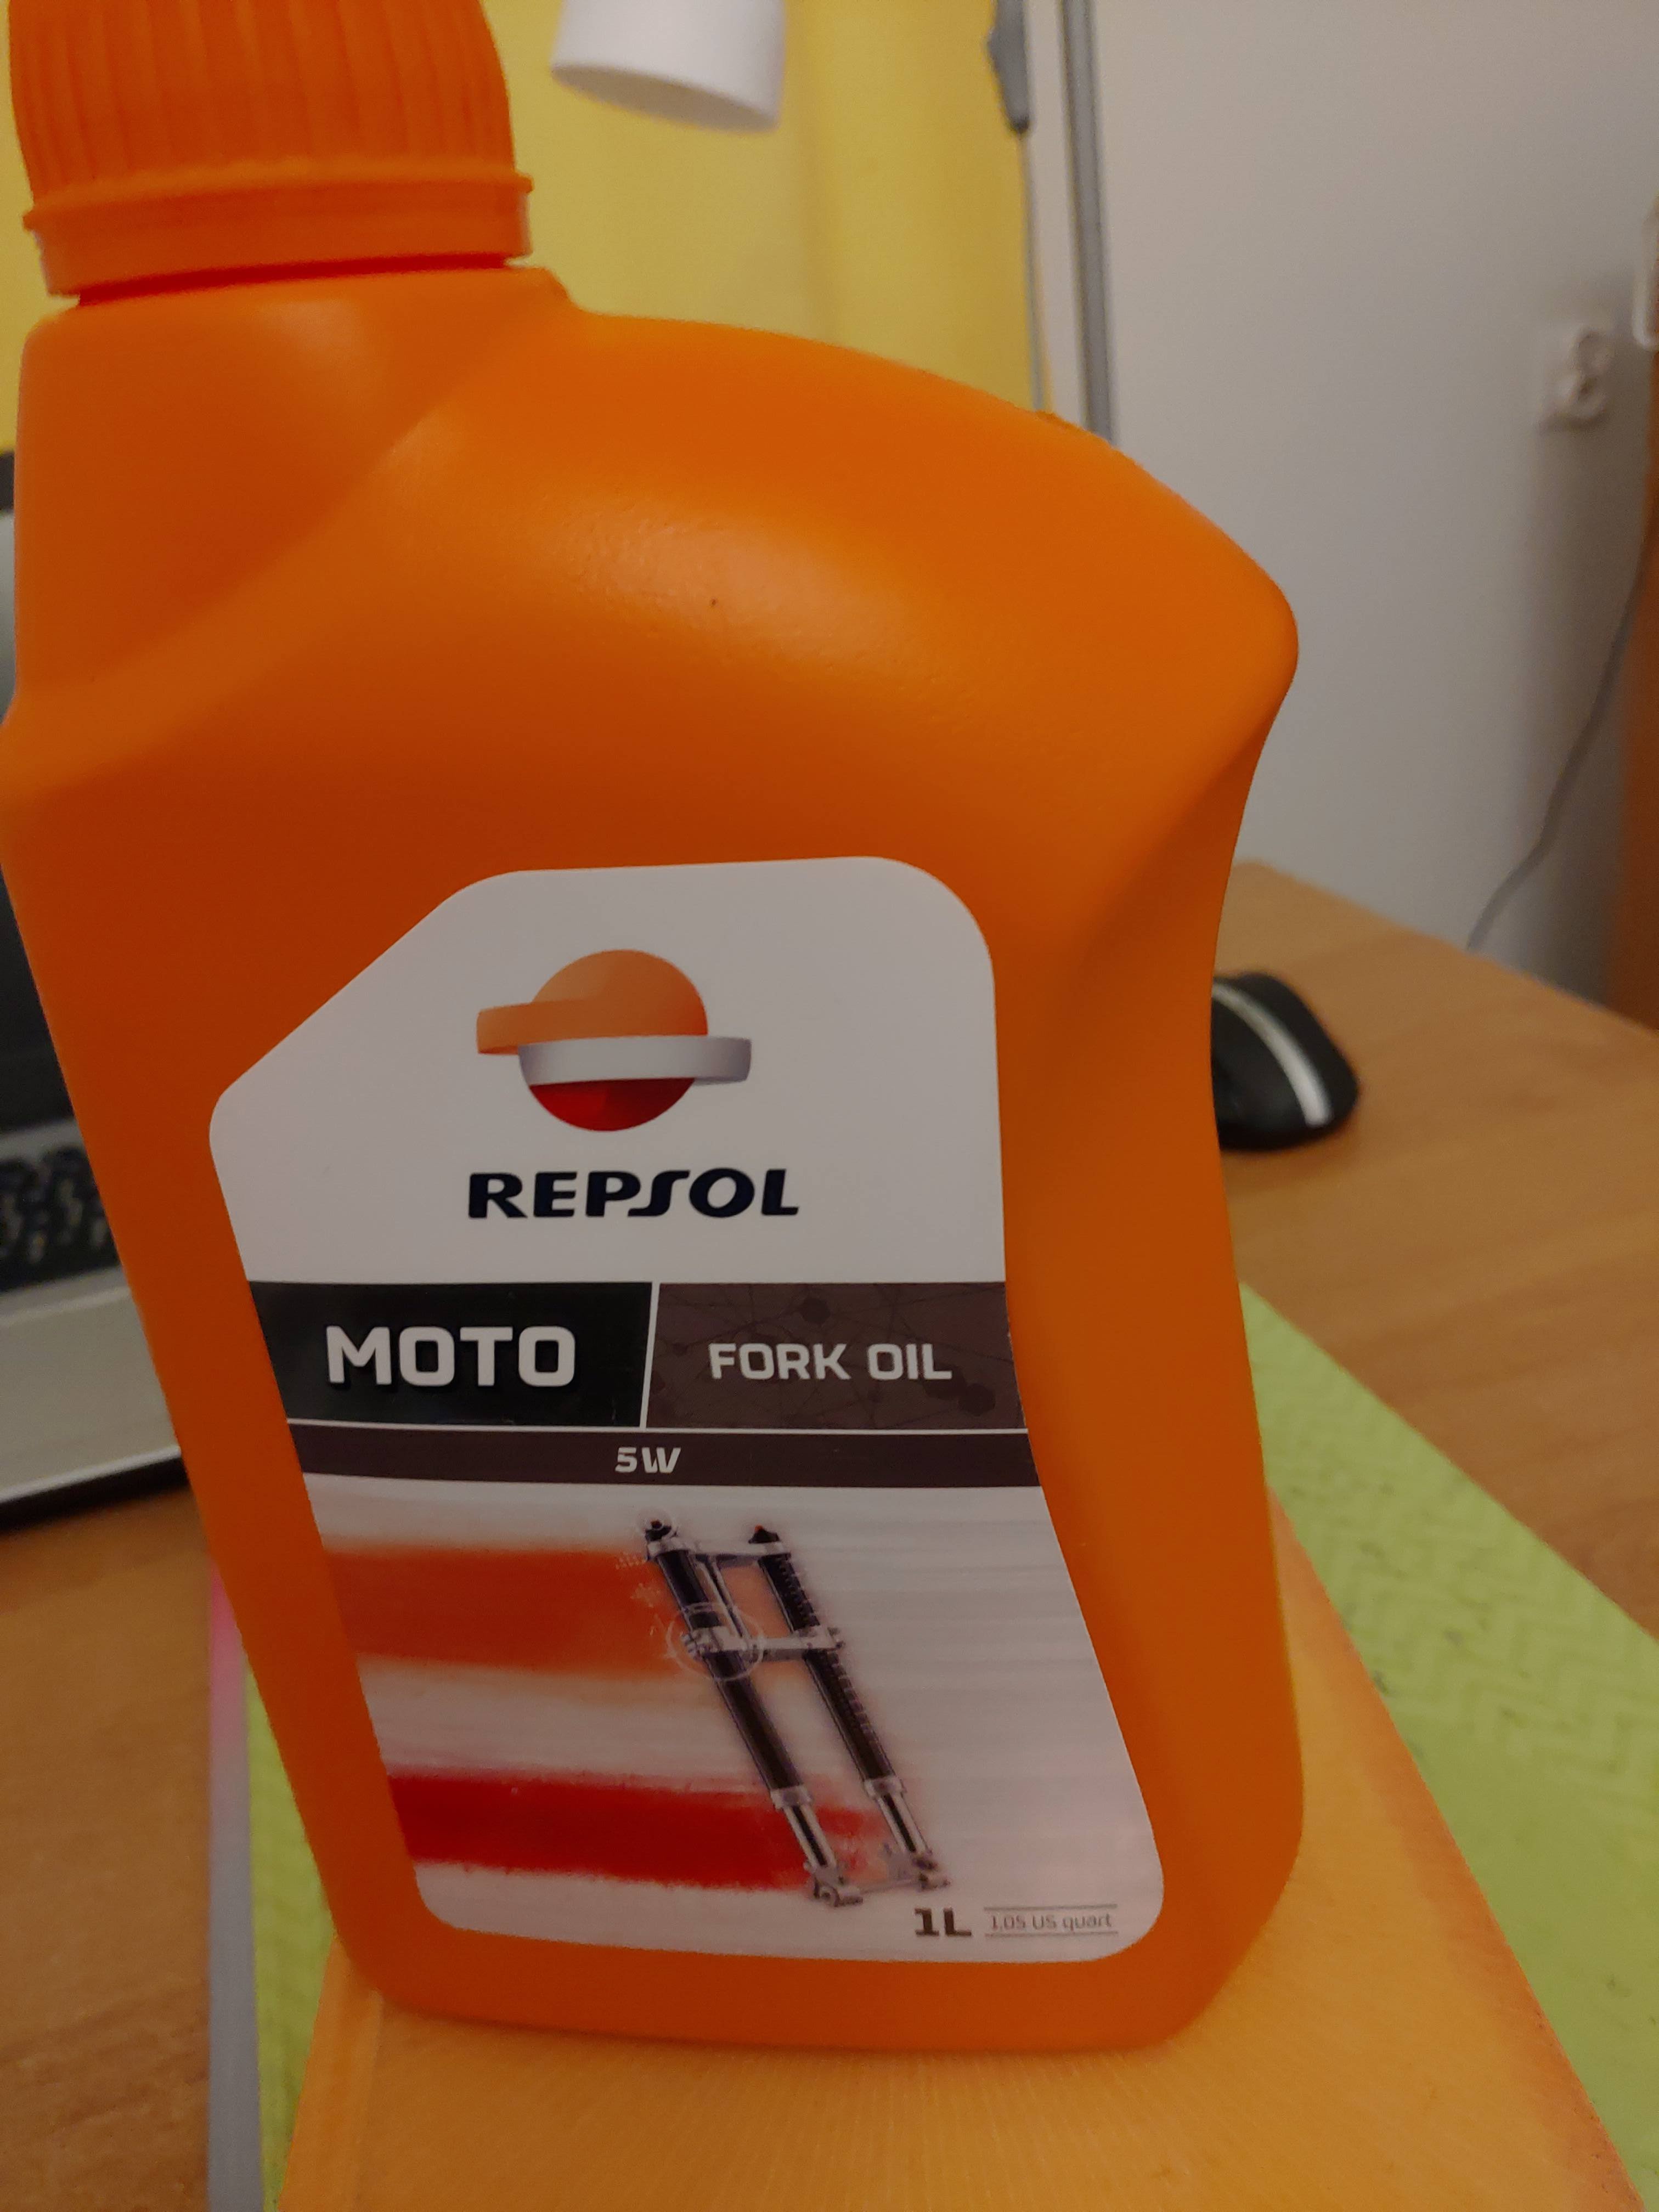 REPSOL
MOTO
FORK OIL
5W
1L 1.05 US quart